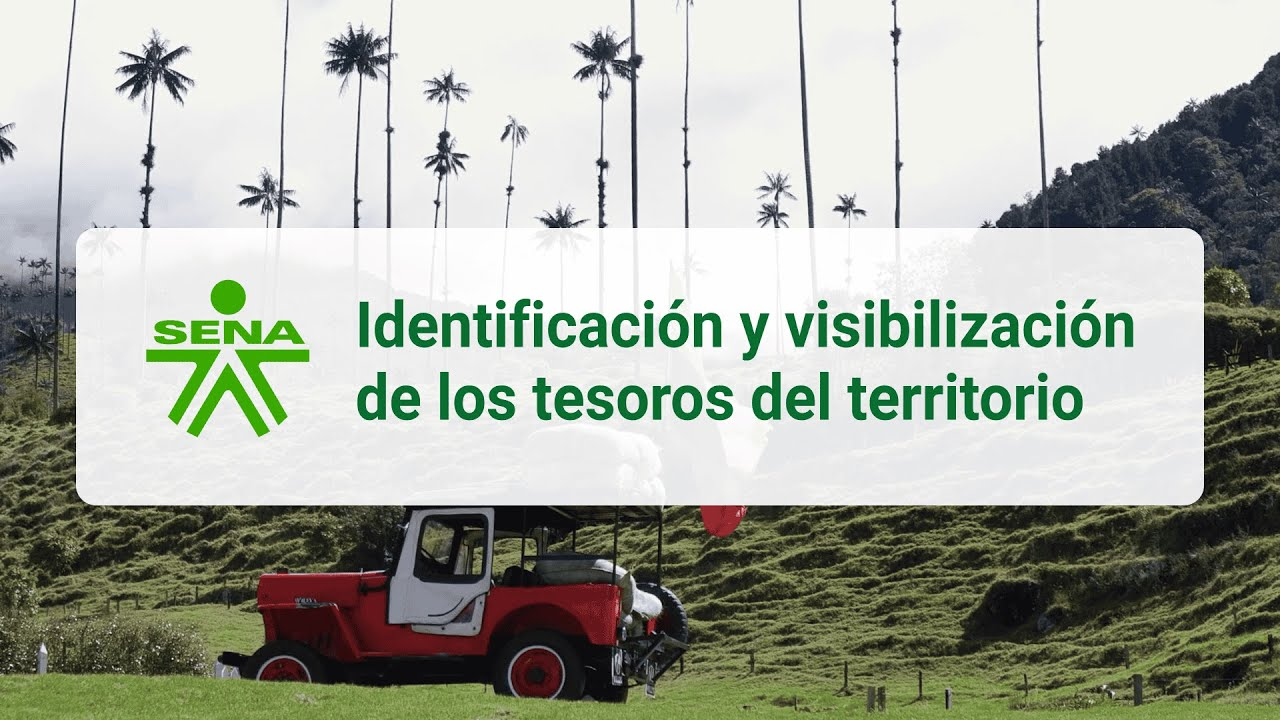 SENA
Identificación y visibilización
de los tesoros del territorio